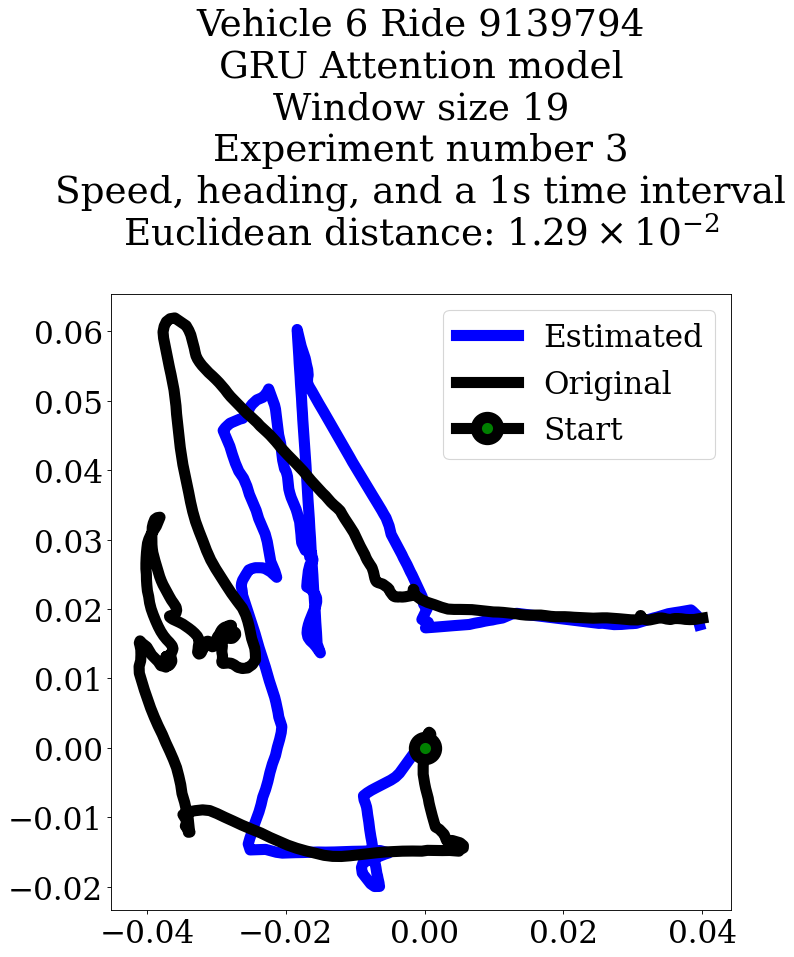 Vehicle 6 Ride 9139794
GRU Attention model
Window size 19
Experiment number 3
Speed, heading, and a 1s time interval
Euclidean distance: 1.29 × 10⁻²
Estimated
Original
Start
0.06
0.05
0.04
0.03
0.02
0.01
0.00
−0.01
−0.02
−0.04 −0.02 0.00 0.02 0.04